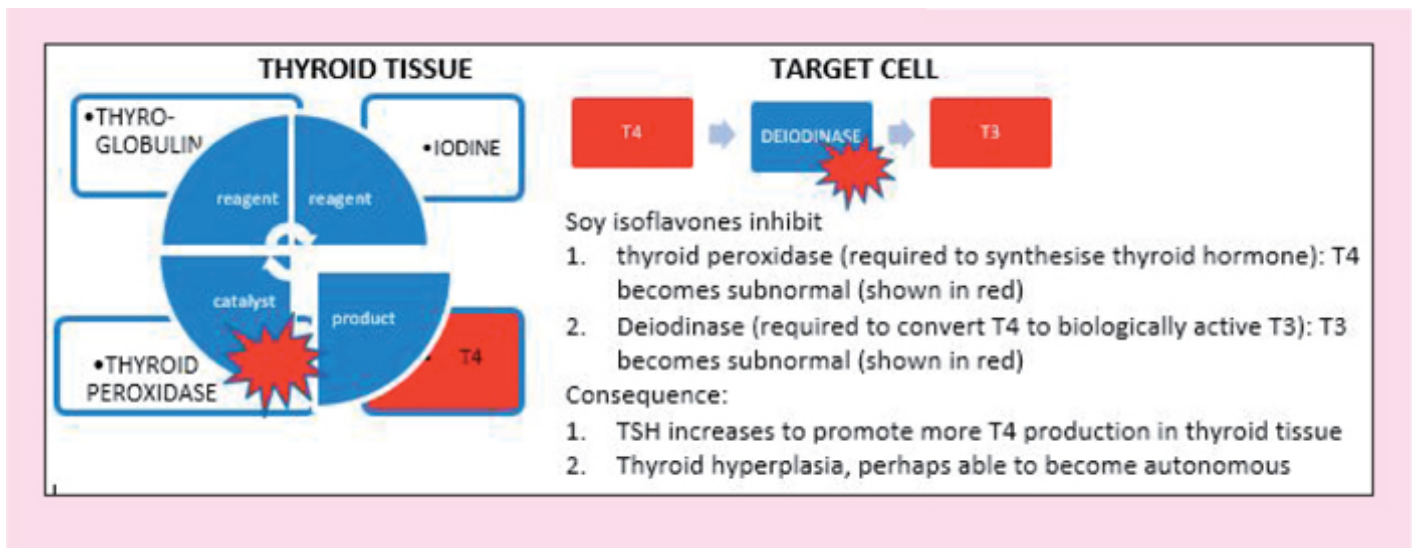 THYROID TISSUE
•THYRO-
GLOBULIN
•IODINE
reagent
reagent
catalyst
product
•THYROID
PEROXIDASE
• T4
TARGET CELL
T4
DEIODINASE
T3
Soy isoflavones inhibit
1. thyroid peroxidase (required to synthesise thyroid hormone): T4
becomes subnormal (shown in red)
2. Deiodinase (required to convert T4 to biologically active T3): T3
becomes subnormal (shown in red)
Consequence:
1. TSH increases to promote more T4 production in thyroid tissue
2. Thyroid hyperplasia, perhaps able to become autonomous